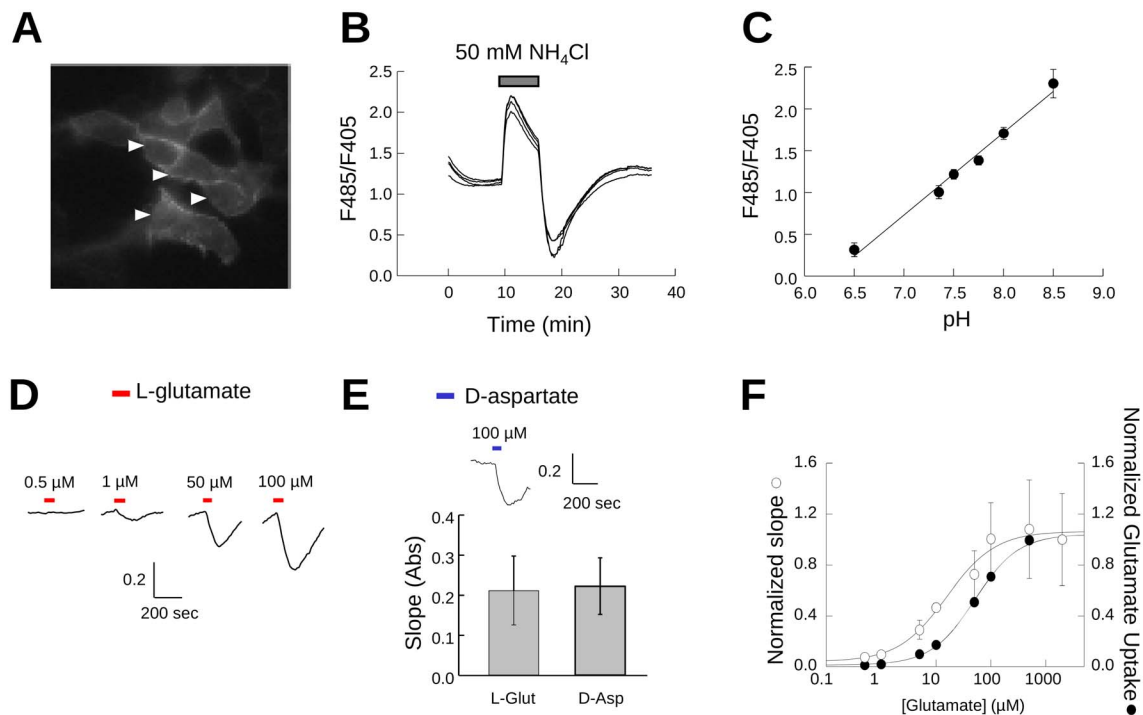 A
B
50 mM NH₄Cl
F485/F405
2.5
2.0
1.5
1.0
0.5
0.0
0
10
20
30
40
Time (min)
C
F485/F405
2.5
2.0
1.5
1.0
0.5
0.0
6.0
6.5
7.0
7.5
8.0
8.5
9.0
pH
D
L-glutamate
0.5 µM
1 µM
50 µM
100 µM
0.2
200 sec
E
D-aspartate
100 µM
0.2
200 sec
Slope (Abs)
0.4
0.3
0.2
0.1
0.0
L-Glut
D-Asp
F
Normalized slope ○
1.6
1.2
0.8
0.4
0.0
0.1
1
10
100
1000
[Glutamate] (µM)
1.6
1.2
0.8
0.4
0.0
Normalized Glutamate Uptake ●